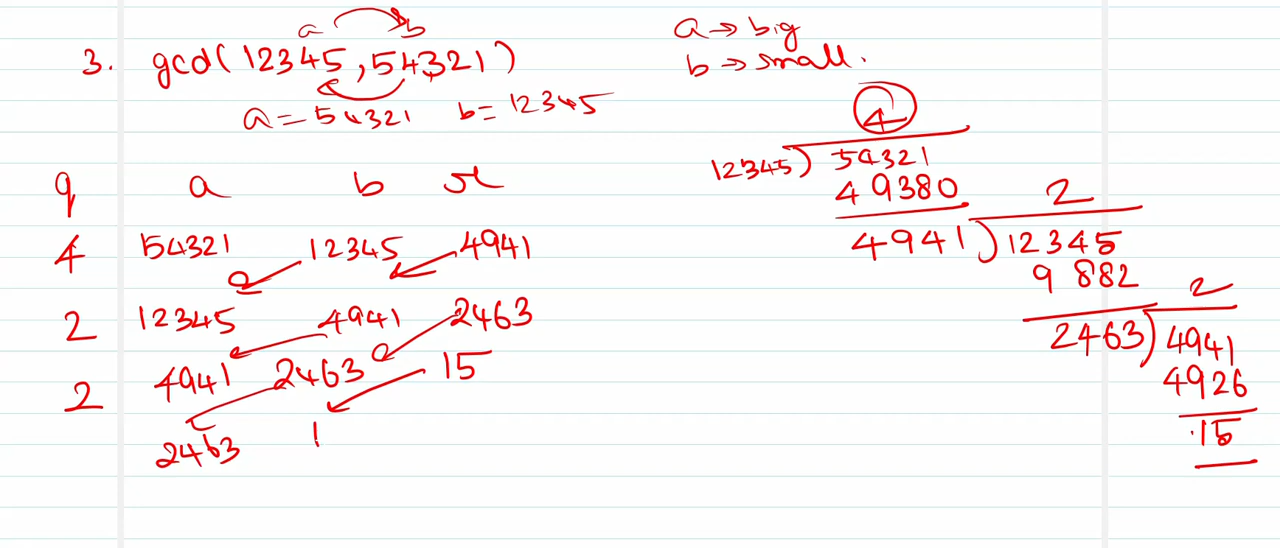 a b
3. gcd(12345, 54321)
a = 54321 b = 12345
a → big
b → small.
q a b r
4 54321 12345 4941
2 12345 4941 2463
2 4941 2463 15
2463 1
4
12345) 54321
49380 2
4941) 12345
9882 2
2463) 4941
4926
15